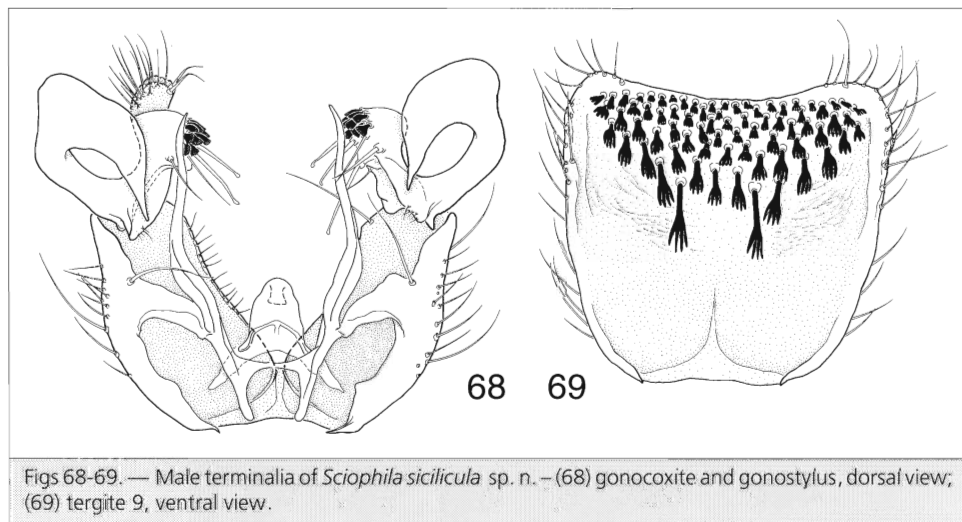 68 69
Figs 68-69. — Male terminalia of Sciophila sicilicula sp. n. – (68) gonocoxite and gonostylus, dorsal view;
(69) tergite 9, ventral view.